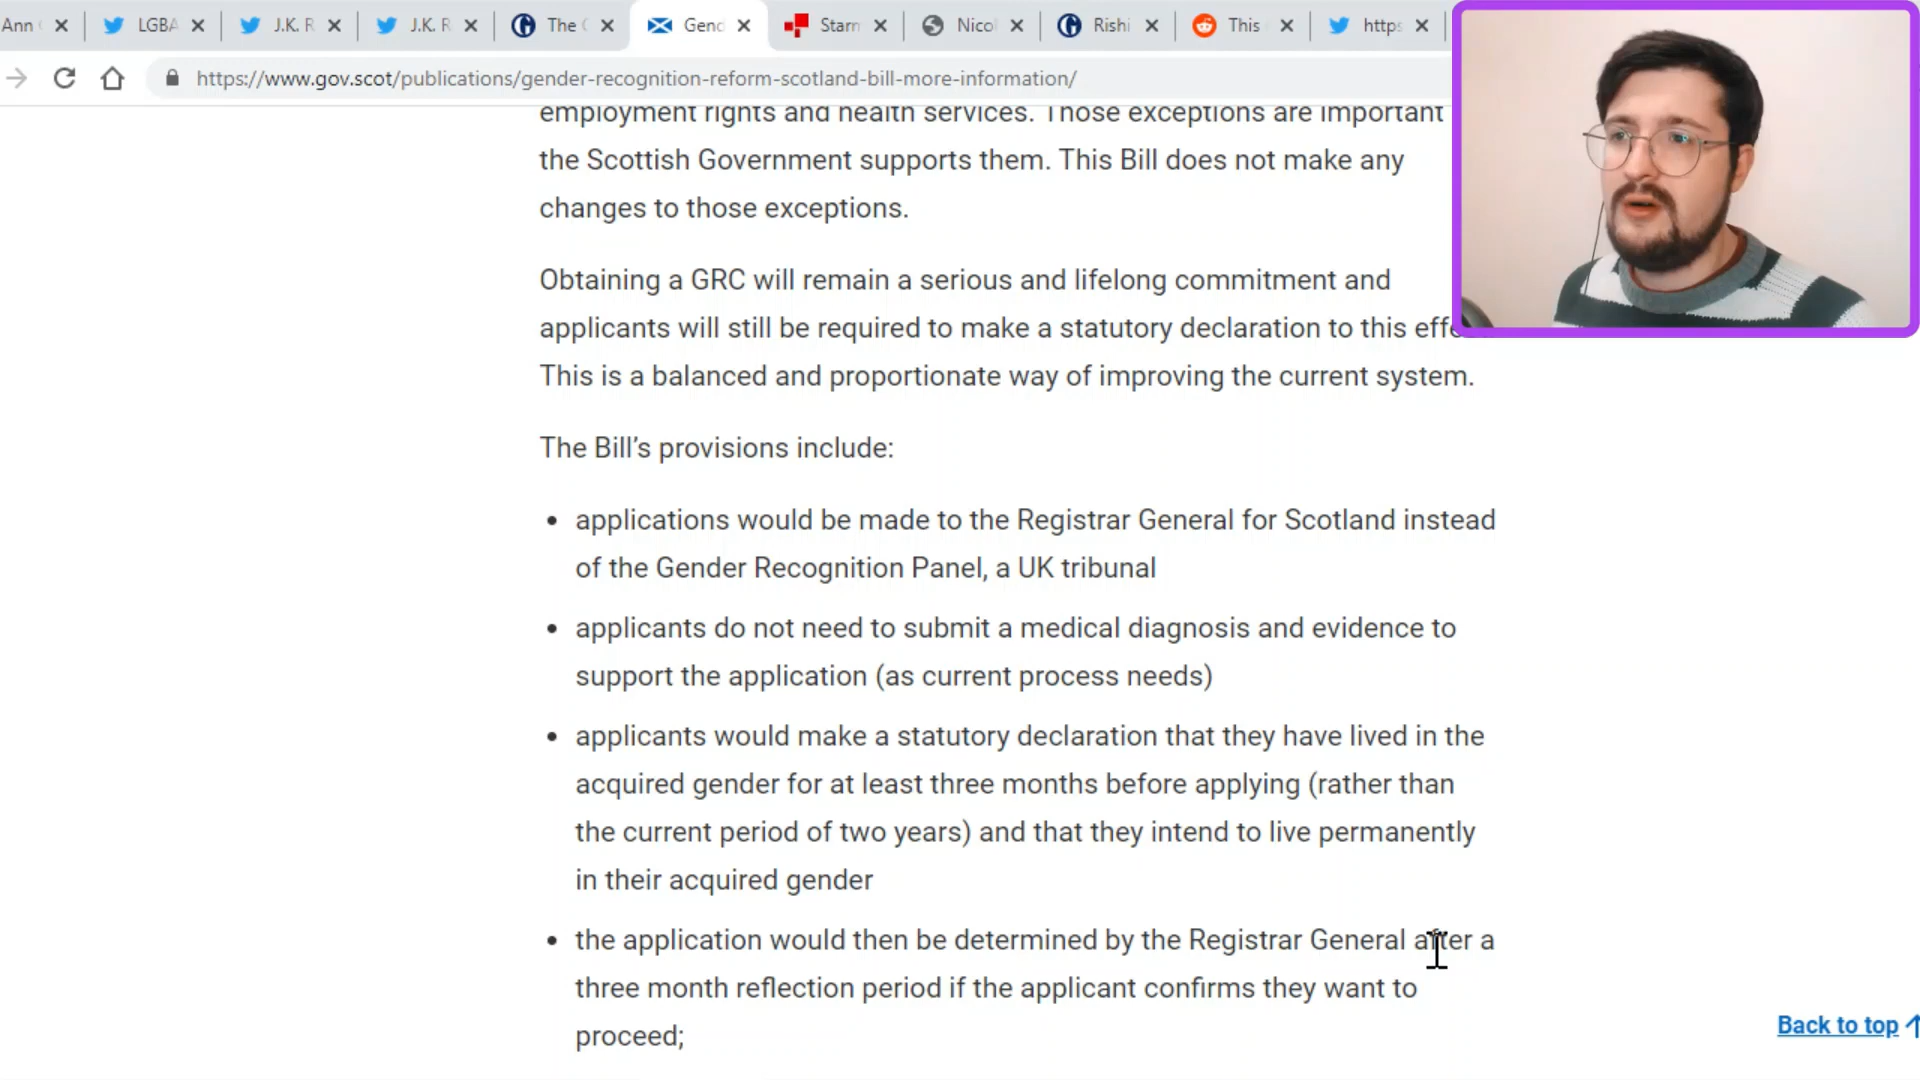 Ann
LGBA
J.K. R
J.K. R
The
Gend
Starm
Nicol
Rishi
This
https
https://www.gov.scot/publications/gender-recognition-reform-scotland-bill-more-information/
employment rights and health services. Those exceptions are important
the Scottish Government supports them. This Bill does not make any
changes to those exceptions.
Obtaining a GRC will remain a serious and lifelong commitment and
applicants will still be required to make a statutory declaration to this effe
This is a balanced and proportionate way of improving the current system.
The Bill’s provisions include:
• applications would be made to the Registrar General for Scotland instead
of the Gender Recognition Panel, a UK tribunal
• applicants do not need to submit a medical diagnosis and evidence to
support the application (as current process needs)
• applicants would make a statutory declaration that they have lived in the
acquired gender for at least three months before applying (rather than
the current period of two years) and that they intend to live permanently
in their acquired gender
• the application would then be determined by the Registrar General after a
three month reflection period if the applicant confirms they want to
proceed;
Back to top